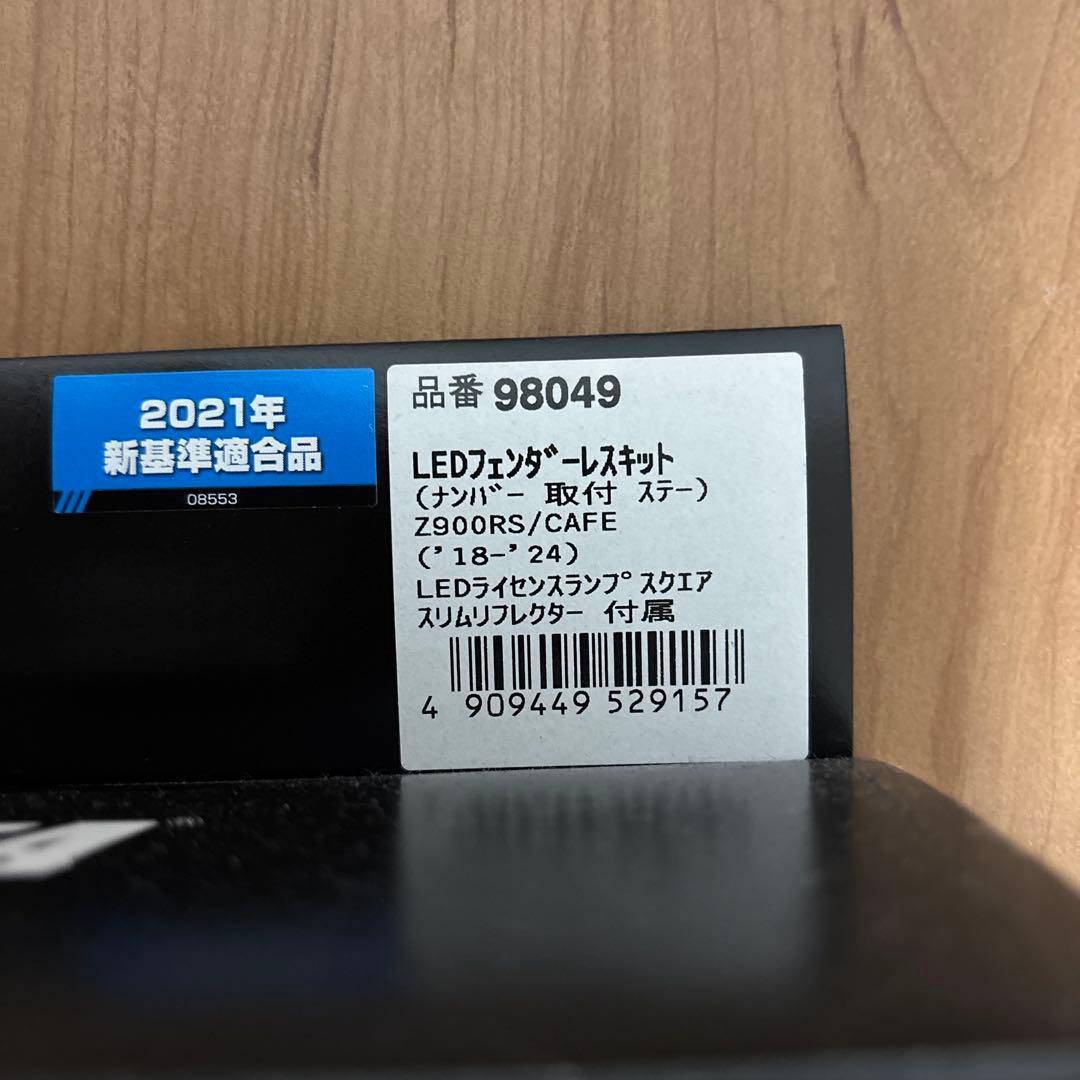 2021年
新基準適合品
08553
品番 98049
LEDフェンダーレスキット
(ナンバー 取付 ステー)
Z900RS/CAFE
('18-'24)
LEDライセンスランプ スクエア
スリムリフレクター 付属
4 909449 529157